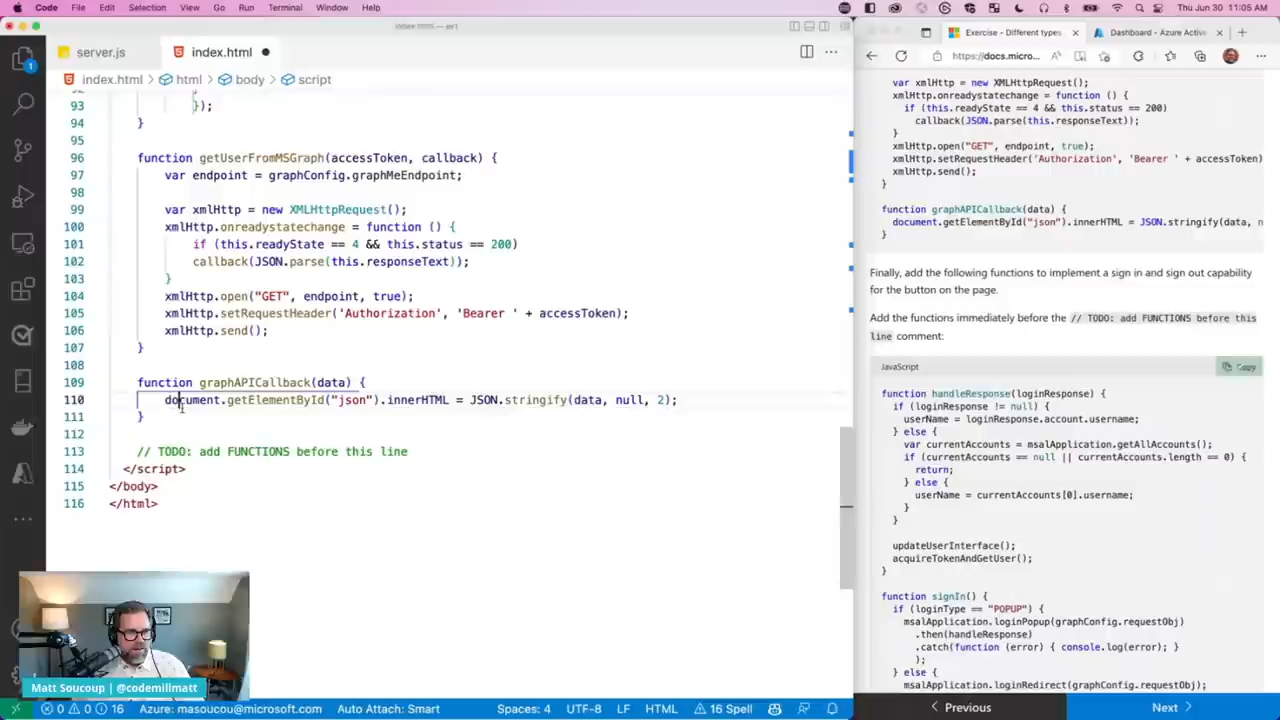 Code File Edit Selection View Go Run Terminal Window Help
Thu Jun 30 11:05 AM
index.html — ex1
server.js
index.html
index.html > html > body > script
93 });
94 }
95
96 function getUserFromMSGraph(accessToken, callback) {
97 var endpoint = graphConfig.graphMeEndpoint;
98
99 var xmlHttp = new XMLHttpRequest();
100 xmlHttp.onreadystatechange = function () {
101 if (this.readyState == 4 && this.status == 200)
102 callback(JSON.parse(this.responseText));
103 }
104 xmlHttp.open("GET", endpoint, true);
105 xmlHttp.setRequestHeader('Authorization', 'Bearer ' + accessToken);
106 xmlHttp.send();
107 }
108
109 function graphAPICallback(data) {
110 document.getElementById("json").innerHTML = JSON.stringify(data, null, 2);
111 }
112
113 // TODO: add FUNCTIONS before this line
114 </script>
115 </body>
116 </html>
1
Matt Soucoup | @codemillmatt
0 0 16 Azure: masoucou@microsoft.com Auto Attach: Smart Spaces: 4 UTF-8 LF HTML 16 Spell
Exercise - Different types
Dashboard - Azure Active
https://docs.micro...
var xmlHttp = new XMLHttpRequest();
xmlHttp.onreadystatechange = function () {
if (this.readyState == 4 && this.status == 200)
callback(JSON.parse(this.responseText));
}
xmlHttp.open("GET", endpoint, true);
xmlHttp.setRequestHeader('Authorization', 'Bearer ' + accessToken)
xmlHttp.send();
}
function graphAPICallback(data) {
document.getElementById("json").innerHTML = JSON.stringify(data, n
}
Finally, add the following functions to implement a sign in and sign out capability
for the button on the page.
Add the functions immediately before the // TODO: add FUNCTIONS before this
line comment:
JavaScript
Copy
function handleResponse(loginResponse) {
if (loginResponse != null) {
userName = loginResponse.account.username;
} else {
var currentAccounts = msalApplication.getAllAccounts();
if (currentAccounts == null || currentAccounts.length == 0) {
return;
} else {
userName = currentAccounts[0].username;
}
}
updateUserInterface();
acquireTokenAndGetUser();
}
function signIn() {
if (loginType == "POPUP") {
msalApplication.loginPopup(graphConfig.requestObj)
.then(handleResponse)
.catch(function (error) { console.log(error); }
);
} else {
msalApplication.loginRedirect(graphConfig.requestObj);
Previous
Next